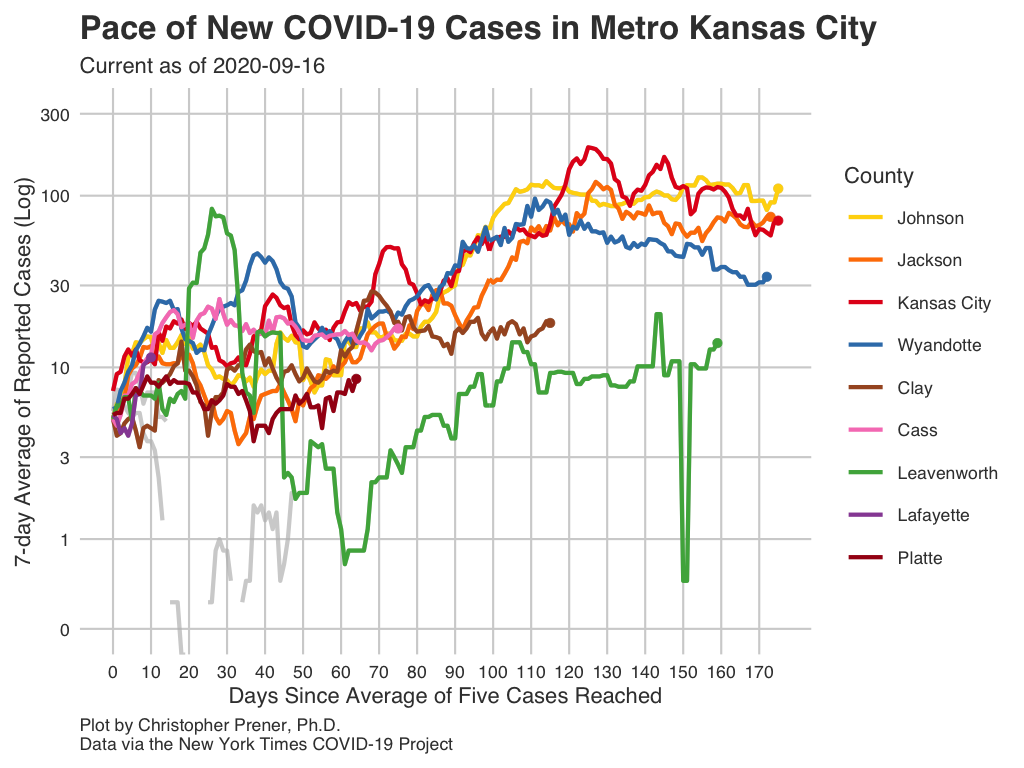 Pace of New COVID-19 Cases in Metro Kansas City
Current as of 2020-09-16
7-day Average of Reported Cases (Log)
300
100
30
10
3
1
0
0 10 20 30 40 50 60 70 80 90 100 110 120 130 140 150 160 170
Days Since Average of Five Cases Reached
County
Johnson
Jackson
Kansas City
Wyandotte
Clay
Cass
Leavenworth
Lafayette
Platte
Plot by Christopher Prener, Ph.D.
Data via the New York Times COVID-19 Project